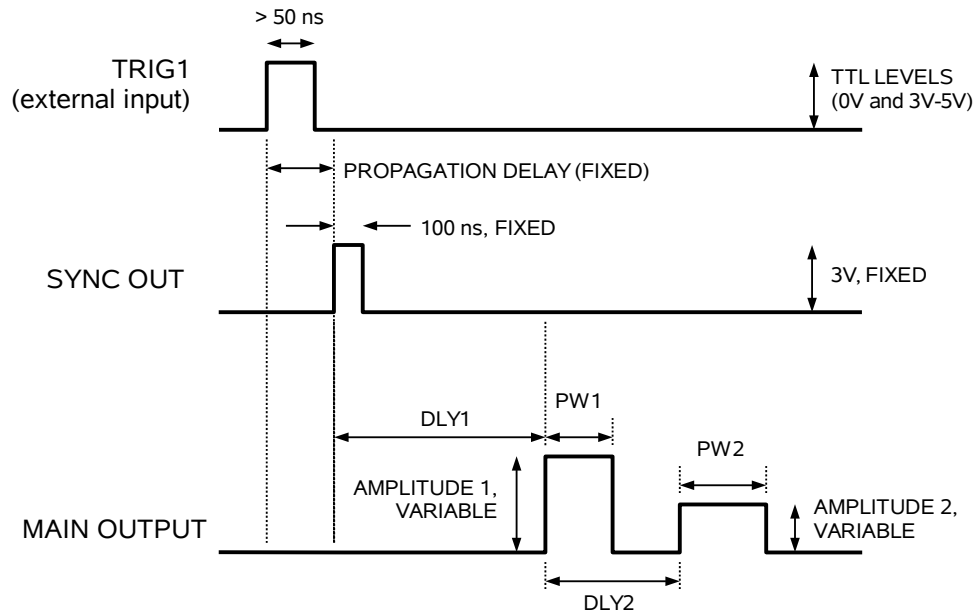 > 50 ns
TRIG1
(external input)
TTL LEVELS
(0V and 3V-5V)
PROPAGATION DELAY (FIXED)
100 ns, FIXED
SYNC OUT
3V, FIXED
DLY1
PW1
PW2
AMPLITUDE 1,
VARIABLE
AMPLITUDE 2,
VARIABLE
MAIN OUTPUT
DLY2